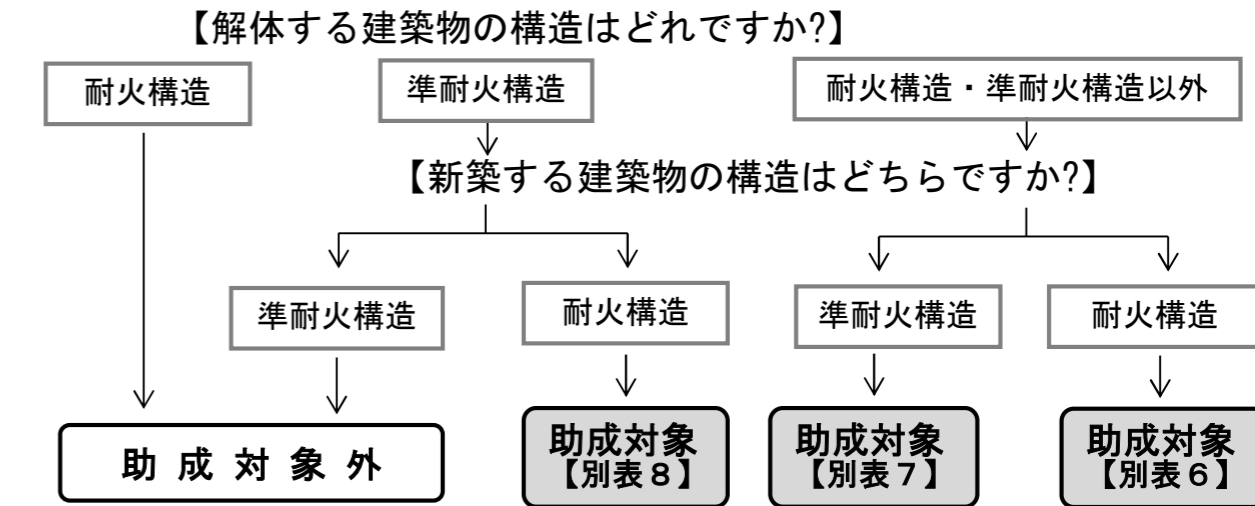 【解体する建築物の構造はどれですか?】
耐火構造
準耐火構造
耐火構造・準耐火構造以外
【新築する建築物の構造はどちらですか?】
準耐火構造
耐火構造
準耐火構造
耐火構造
助成対象外
助成対象
【別表８】
助成対象
【別表７】
助成対象
【別表６】